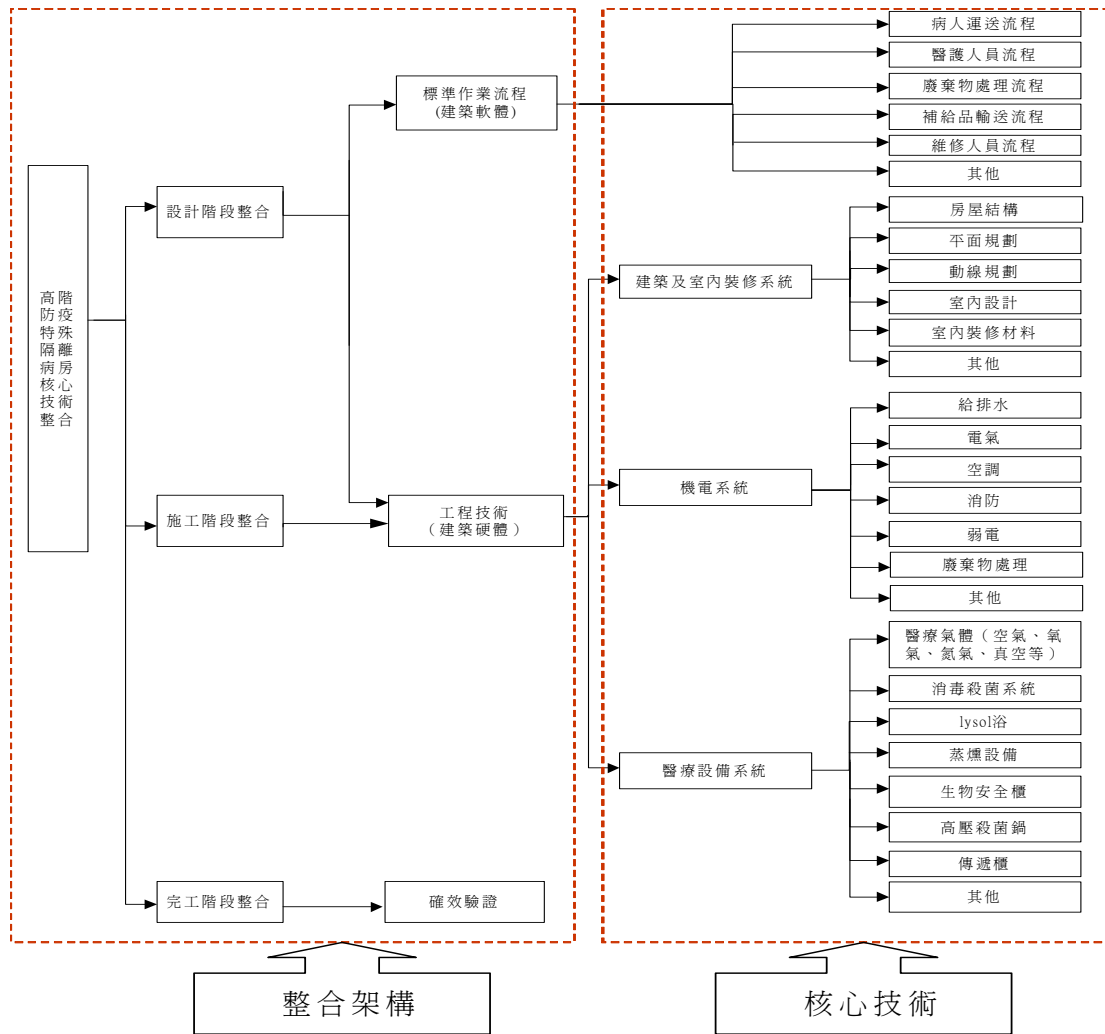 高階
防疫
特殊
隔離
病房
核心
技術
整合
設計階段整合
施工階段整合
完工階段整合
標準作業流程
(建築軟體)
工程技術
（建築硬體）
確效驗證
病人運送流程
醫護人員流程
廢棄物處理流程
補給品輸送流程
維修人員流程
其他
建築及室內裝修系統
房屋結構
平面規劃
動線規劃
室內設計
室內裝修材料
其他
機電系統
給排水
電氣
空調
消防
弱電
廢棄物處理
其他
醫療設備系統
醫療氣體（空氣、氧
氣、氮氣、真空等）
消毒殺菌系統
lysol浴
蒸燻設備
生物安全櫃
高壓殺菌鍋
傳遞櫃
其他
整合架構
核心技術